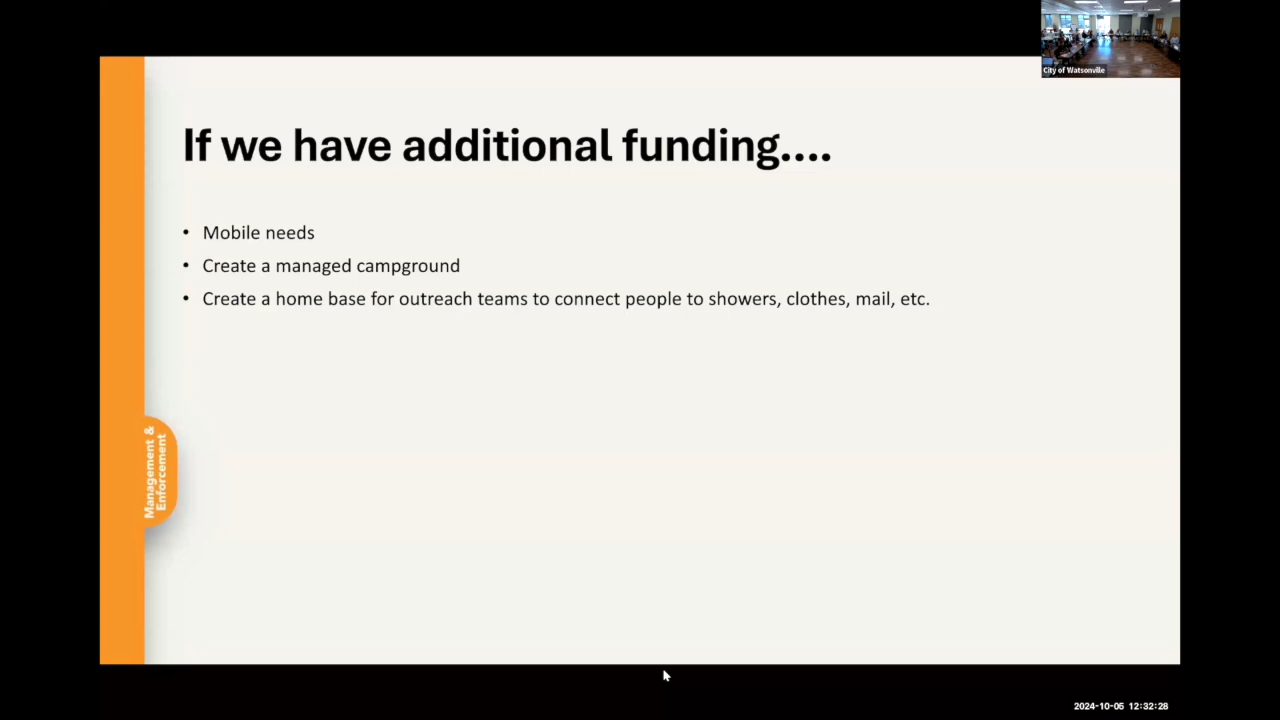 City of Watsonville
If we have additional funding....
• Mobile needs
• Create a managed campground
• Create a home base for outreach teams to connect people to showers, clothes, mail, etc.
Management &
Enforcement
2024-10-05 12:32:28